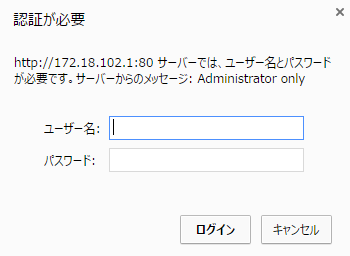 認証が必要
http://172.18.102.1:80 サーバーでは、ユーザー名とパスワード
が必要です。サーバーからのメッセージ: Administrator only
ユーザー名:
パスワード:
ログイン
キャンセル